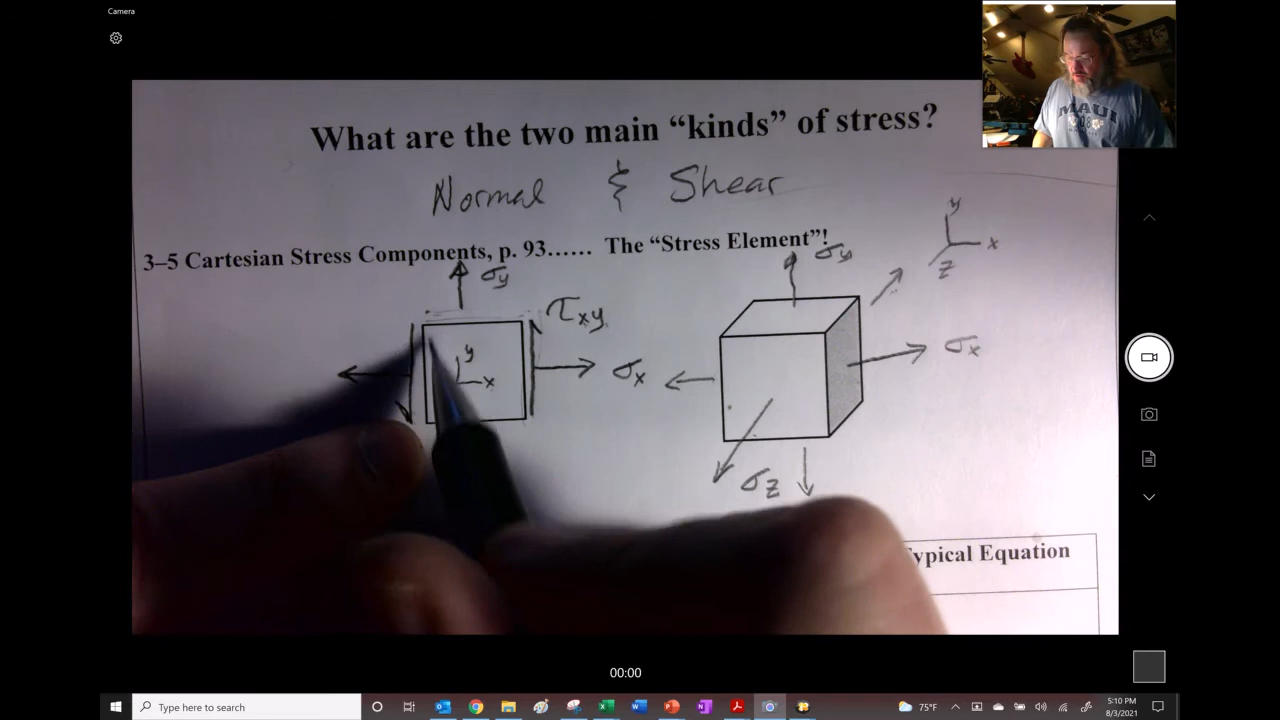 Camera
What are the two main “kinds” of stress?
Normal & Shear
3–5 Cartesian Stress Components, p. 93...... The “Stress Element”!
σy
τxy
y
x
σx
σy
y
x
z
σx
σz
Typical Equation
MAUI
00:00
Type here to search
75°F
5:10 PM
8/3/2021